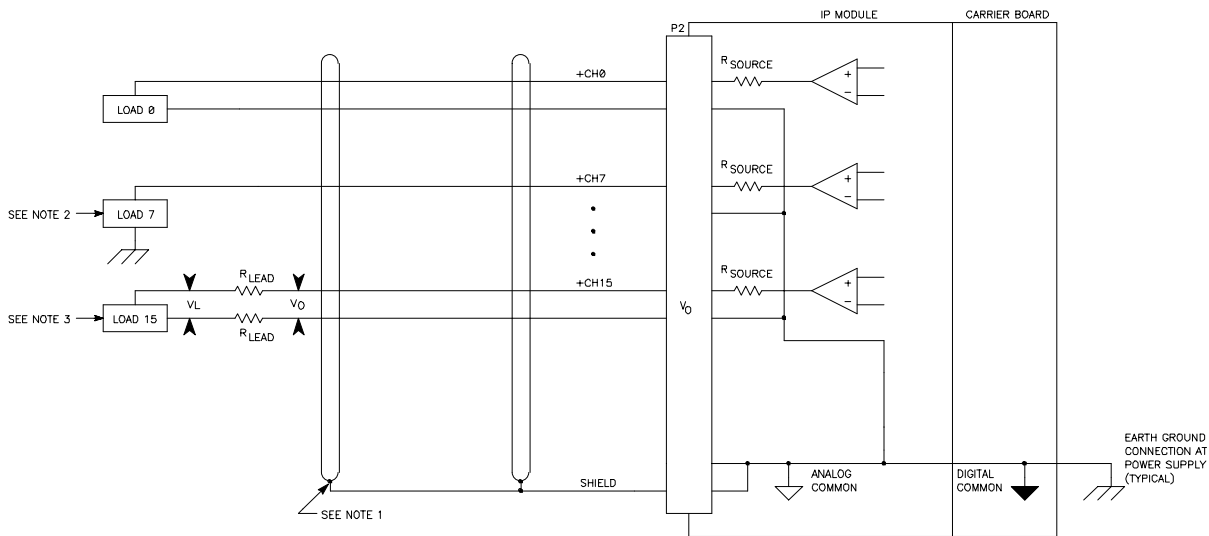 IP MODULE
CARRIER BOARD
P2
+CH0
R SOURCE
+
−
LOAD 0
+CH7
R SOURCE
+
−
SEE NOTE 2
LOAD 7
R LEAD
+CH15
R SOURCE
+
−
VL
VO
VO
SEE NOTE 3
LOAD 15
R LEAD
EARTH GROUND
CONNECTION AT
POWER SUPPLY
(TYPICAL)
SHIELD
ANALOG
COMMON
DIGITAL
COMMON
SEE NOTE 1